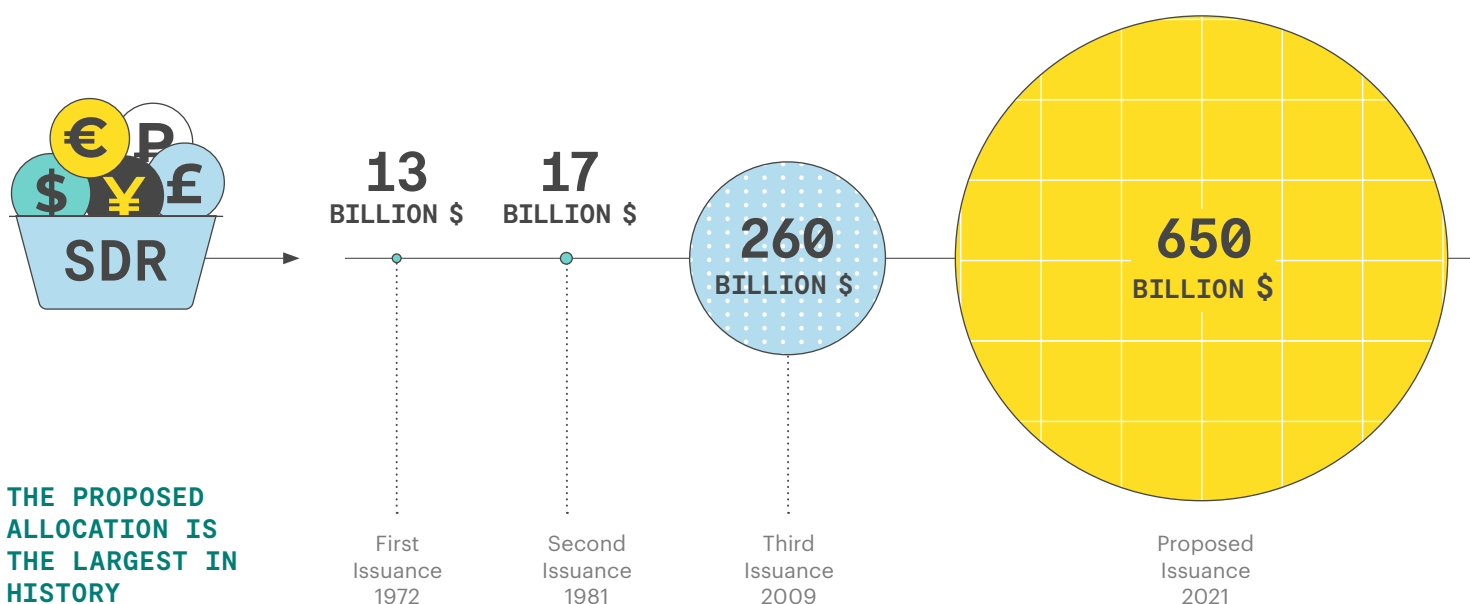 €
₽
$
¥
£
SDR
13
BILLION $
17
BILLION $
260
BILLION $
650
BILLION $
THE PROPOSED
ALLOCATION IS
THE LARGEST IN
HISTORY
First
Issuance
1972
Second
Issuance
1981
Third
Issuance
2009
Proposed
Issuance
2021